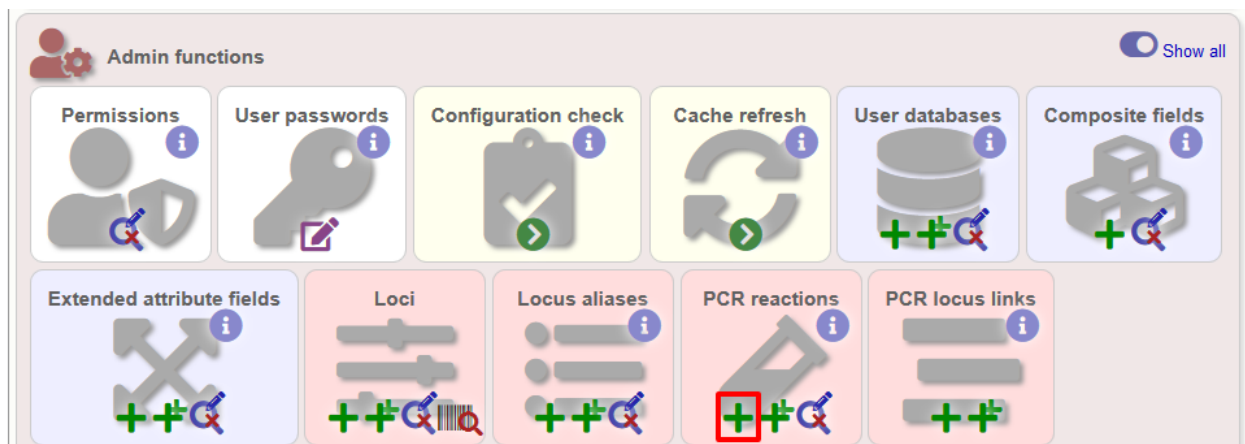 Admin functions
Show all
Permissions
User passwords
Configuration check
Cache refresh
User databases
Composite fields
Extended attribute fields
Loci
Locus aliases
PCR reactions
PCR locus links